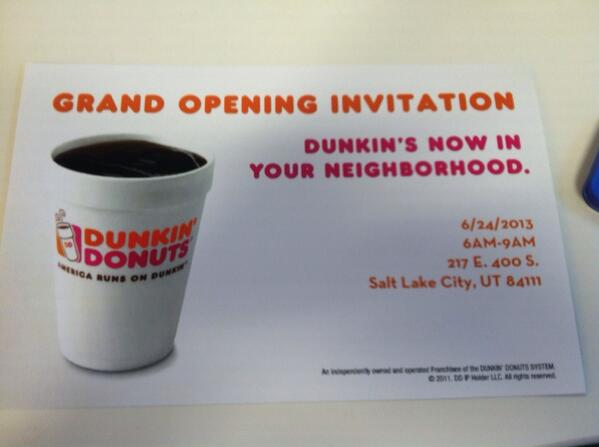 GRAND OPENING INVITATION
DUNKIN'S NOW IN
YOUR NEIGHBORHOOD.
6/24/2013
6AM-9AM
217 E. 400 S.
Salt Lake City, UT 84111
DD
DUNKIN'
DONUTS
AMERICA RUNS ON DUNKIN'
An independently owned and operated Franchisee of the DUNKIN' DONUTS SYSTEM.
© 2011. DD IP Holder LLC. All rights reserved.